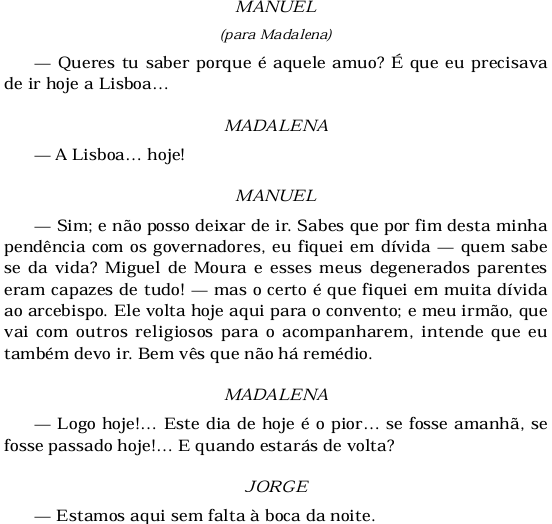 MANUEL
(para Madalena)
— Queres tu saber porque é aquele amuo? É que eu precisava
de ir hoje a Lisboa…
MADALENA
— A Lisboa… hoje!
MANUEL
— Sim; e não posso deixar de ir. Sabes que por fim desta minha
pendência com os governadores, eu fiquei em dívida — quem sabe
se da vida? Miguel de Moura e esses meus degenerados parentes
eram capazes de tudo! — mas o certo é que fiquei em muita dívida
ao arcebispo. Ele volta hoje aqui para o convento; e meu irmão, que
vai com outros religiosos para o acompanharem, intende que eu
também devo ir. Bem vês que não há remédio.
MADALENA
— Logo hoje!… Este dia de hoje é o pior… se fosse amanhã, se
fosse passado hoje!… E quando estarás de volta?
JORGE
— Estamos aqui sem falta à boca da noite.